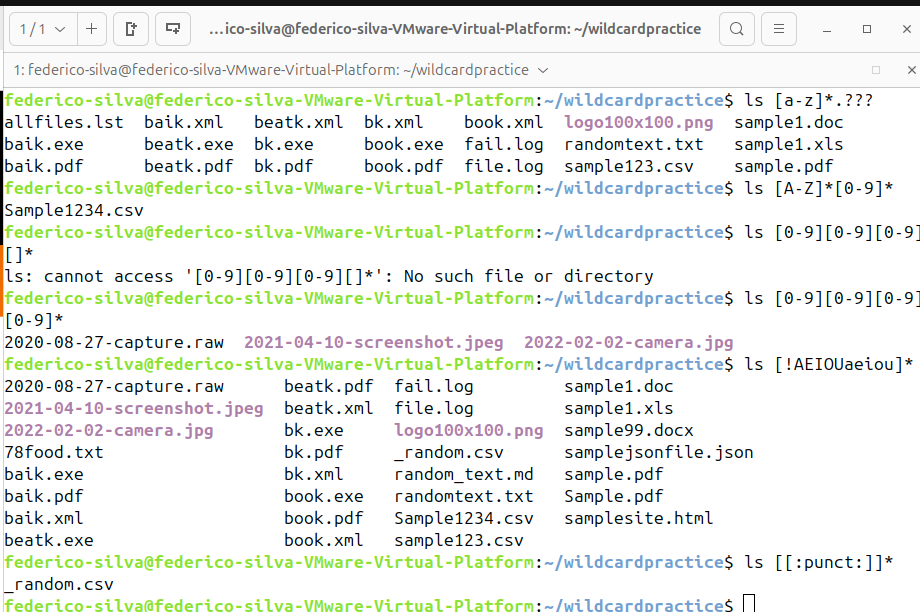 1 / 1
...ico-silva@federico-silva-VMware-Virtual-Platform: ~/wildcardpractice
1: federico-silva@federico-silva-VMware-Virtual-Platform: ~/wildcardpractice
federico-silva@federico-silva-VMware-Virtual-Platform:~/wildcardpractice$ ls [a-z]*.???
allfiles.lst baik.xml beatk.xml bk.xml book.xml logo100x100.png sample1.doc
baik.exe beatk.exe bk.exe book.exe fail.log randomtext.txt sample1.xls
baik.pdf beatk.pdf bk.pdf book.pdf file.log sample123.csv sample.pdf
federico-silva@federico-silva-VMware-Virtual-Platform:~/wildcardpractice$ ls [A-Z]*[0-9]*
Sample1234.csv
federico-silva@federico-silva-VMware-Virtual-Platform:~/wildcardpractice$ ls [0-9][0-9][0-9]
[]*
ls: cannot access '[0-9][0-9][0-9][]*': No such file or directory
federico-silva@federico-silva-VMware-Virtual-Platform:~/wildcardpractice$ ls [0-9][0-9][0-9]
[0-9]*
2020-08-27-capture.raw 2021-04-10-screenshot.jpeg 2022-02-02-camera.jpg
federico-silva@federico-silva-VMware-Virtual-Platform:~/wildcardpractice$ ls [!AEIOUaeiou]*
2020-08-27-capture.raw beatk.pdf fail.log sample1.doc
2021-04-10-screenshot.jpeg beatk.xml file.log sample1.xls
2022-02-02-camera.jpg bk.exe logo100x100.png sample99.docx
78food.txt bk.pdf _random.csv samplejsonfile.json
baik.exe bk.xml random_text.md sample.pdf
baik.pdf book.exe randomtext.txt Sample.pdf
baik.xml book.pdf Sample1234.csv samplesite.html
beatk.exe book.xml sample123.csv
federico-silva@federico-silva-VMware-Virtual-Platform:~/wildcardpractice$ ls [[:punct:]]*
_random.csv
federico-silva@federico-silva-VMware-Virtual-Platform:~/wildcardpractice$